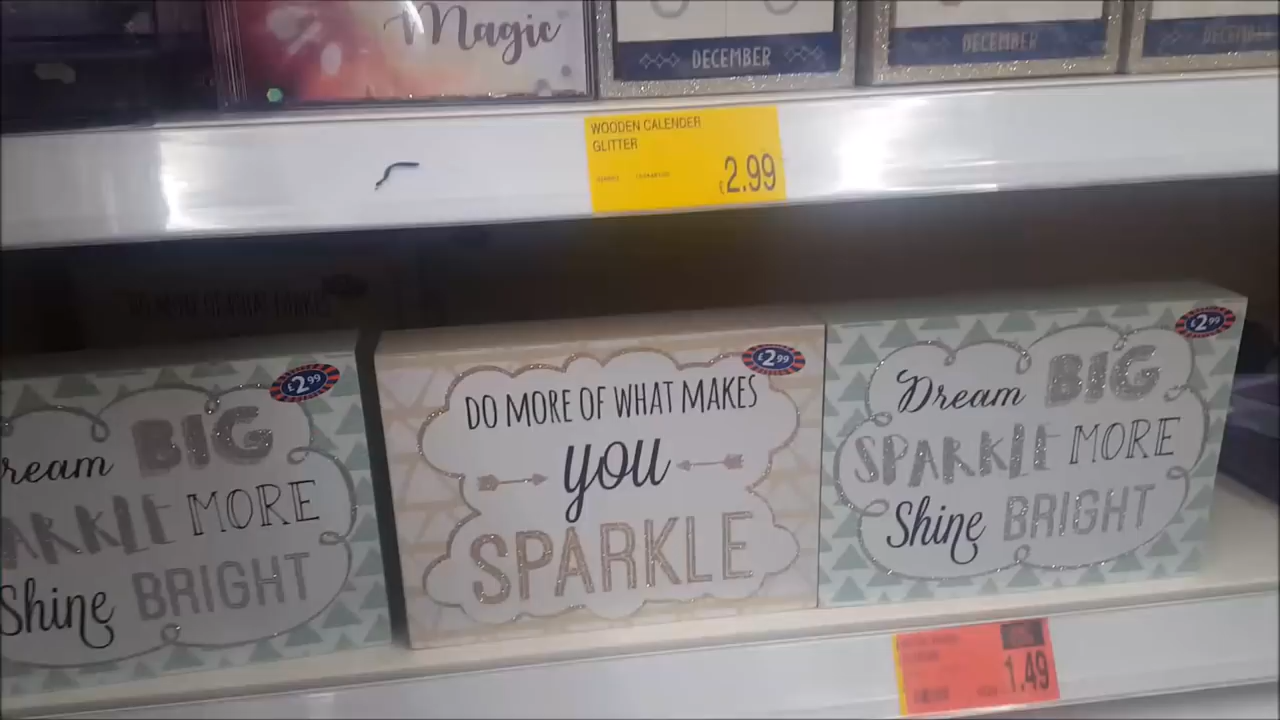 Magic
DECEMBER
DECEMBER
DECEMBER
WOODEN CALENDER
GLITTER
£2.99
£2.99
ream BIG
ARKLE MORE
Shine BRIGHT
£2.99
DO MORE OF WHAT MAKES
you
SPARKLE
£2.99
Dream BIG
SPARKLE MORE
Shine BRIGHT
1.49